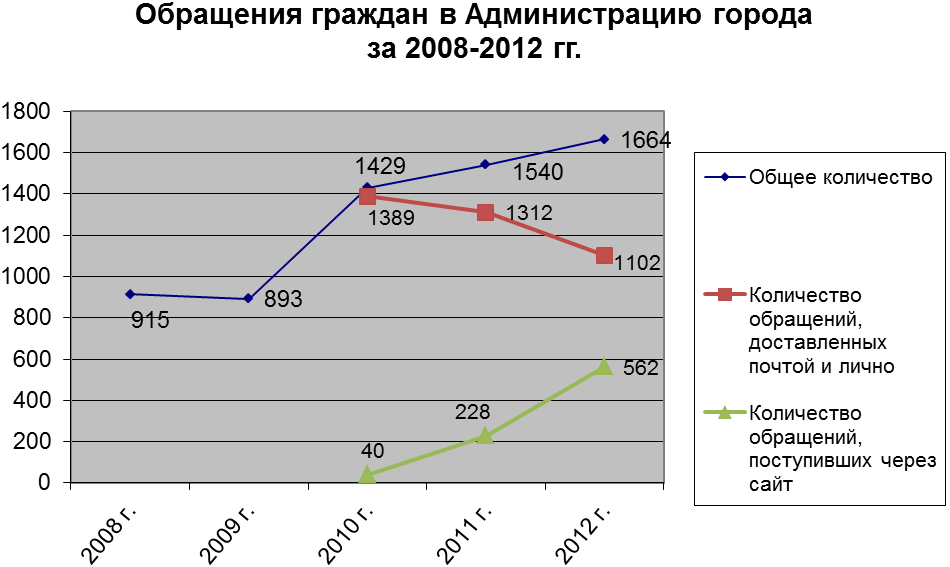 Обращения граждан в Администрацию города
за 2008-2012 гг.
1800
1600
1400
1200
1000
800
600
400
200
0
915
893
1429
1540
1664
1389
1312
1102
40
228
562
2008 г.
2009 г.
2010 г.
2011 г.
2012 г.
Общее количество
Количество
обращений,
доставленных
почтой и лично
Количество
обращений,
поступивших через
сайт